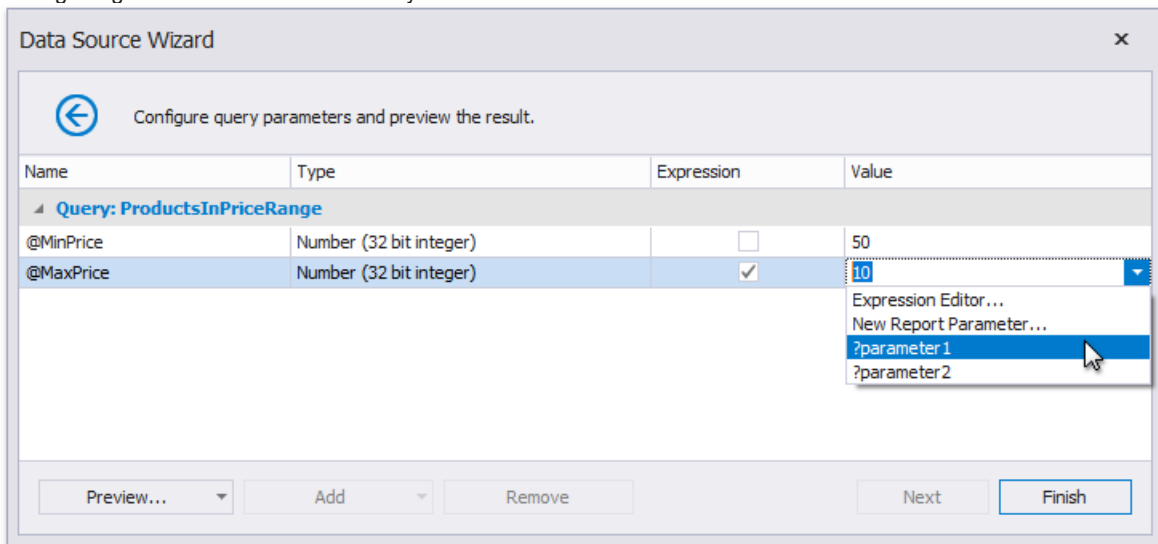 Data Source Wizard
Configure query parameters and preview the result.
Name Type Expression Value
Query: ProductsInPriceRange
@MinPrice Number (32 bit integer) 50
@MaxPrice Number (32 bit integer) 10
Expression Editor...
New Report Parameter...
?parameter1
?parameter2
Preview... Add Remove Next Finish